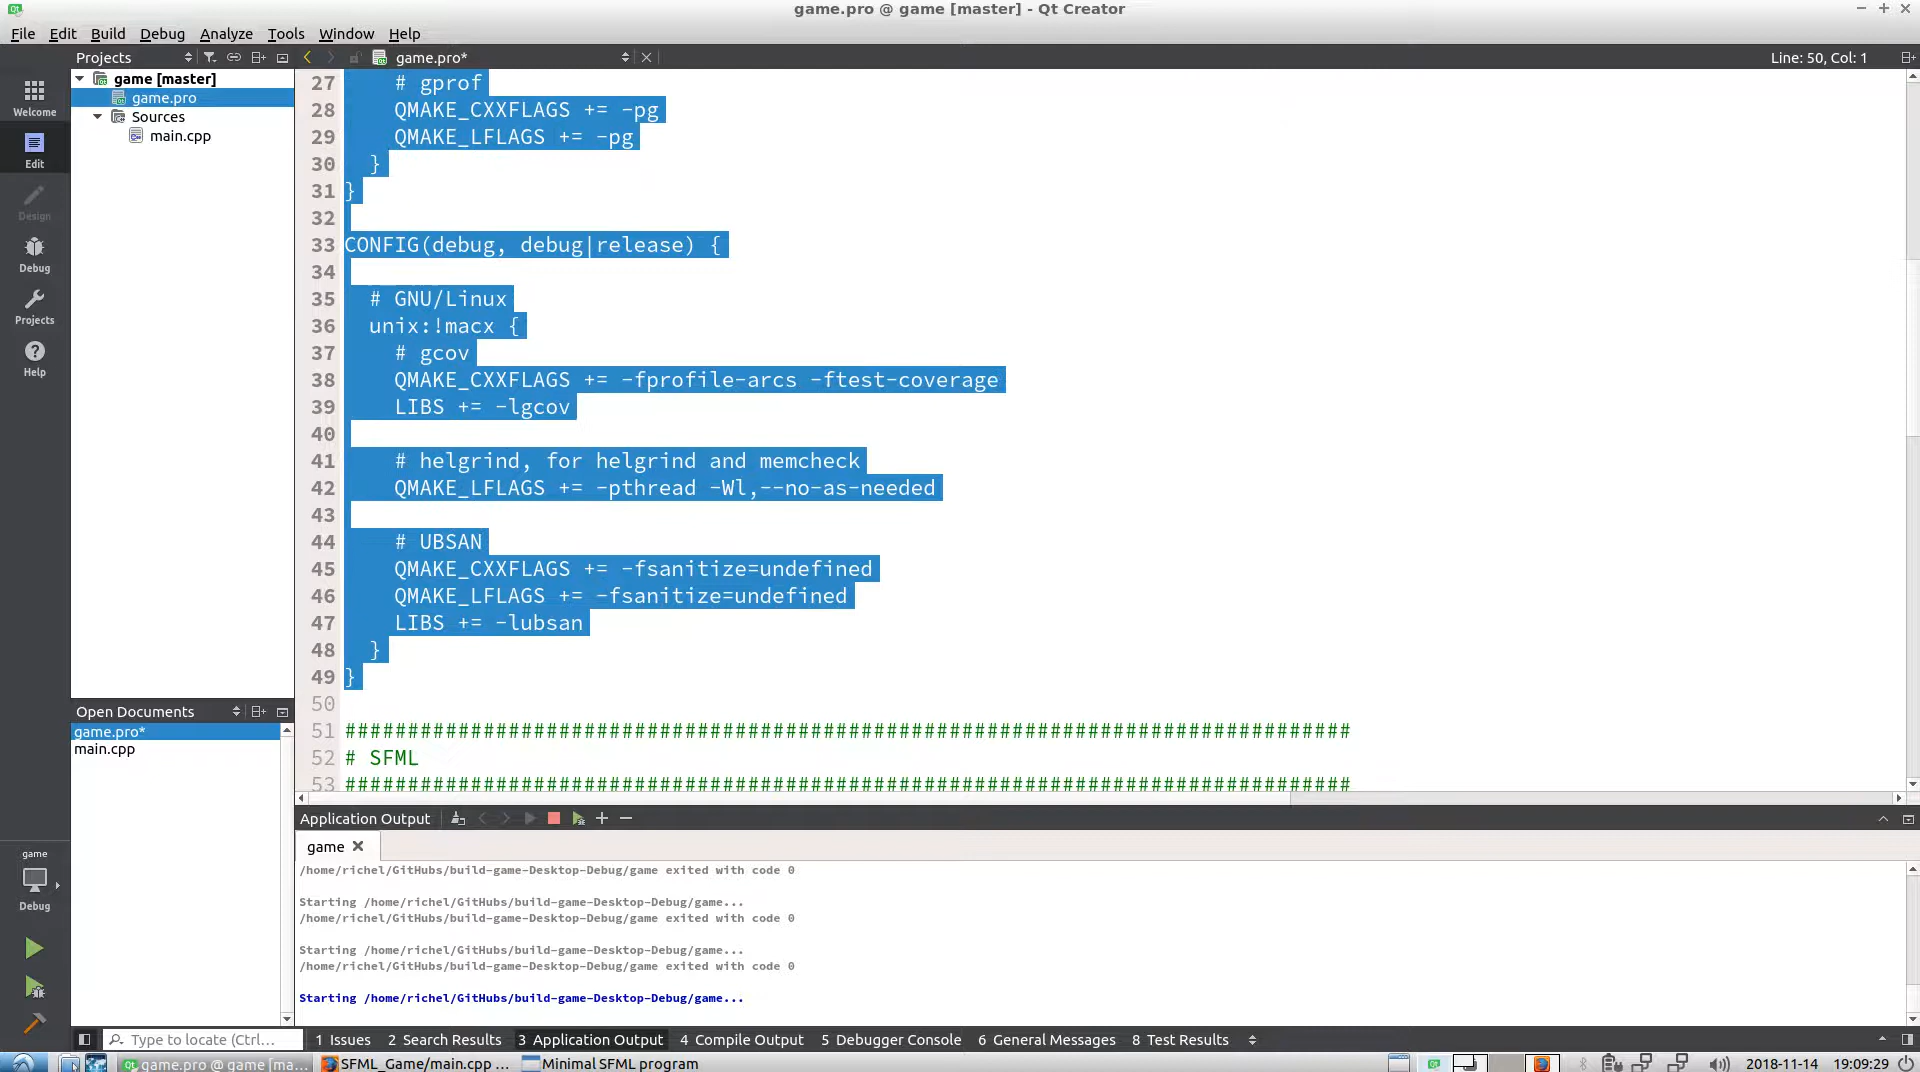 game.pro @ game [master] - Qt Creator
File Edit Build Debug Analyze Tools Window Help
Projects
game.pro*
Line: 50, Col: 1
game [master]
game.pro
Sources
main.cpp
Welcome
Edit
Design
Debug
Projects
Help
27 # gprof
28 QMAKE_CXXFLAGS += -pg
29 QMAKE_LFLAGS += -pg
30 }
31 }
32
33 CONFIG(debug, debug|release) {
34
35 # GNU/Linux
36 unix:!macx {
37 # gcov
38 QMAKE_CXXFLAGS += -fprofile-arcs -ftest-coverage
39 LIBS += -lgcov
40
41 # helgrind, for helgrind and memcheck
42 QMAKE_LFLAGS += -pthread -Wl,--no-as-needed
43
44 # UBSAN
45 QMAKE_CXXFLAGS += -fsanitize=undefined
46 QMAKE_LFLAGS += -fsanitize=undefined
47 LIBS += -lubsan
48 }
49 }
50
51 ################################################################################
52 # SFML
53 ################################################################################
Open Documents
game.pro*
main.cpp
game
Debug
Application Output
game
/home/richel/GitHubs/build-game-Desktop-Debug/game exited with code 0
Starting /home/richel/GitHubs/build-game-Desktop-Debug/game...
/home/richel/GitHubs/build-game-Desktop-Debug/game exited with code 0
Starting /home/richel/GitHubs/build-game-Desktop-Debug/game...
/home/richel/GitHubs/build-game-Desktop-Debug/game exited with code 0
Starting /home/richel/GitHubs/build-game-Desktop-Debug/game...
Type to locate (Ctrl...
1 Issues 2 Search Results 3 Application Output 4 Compile Output 5 Debugger Console 6 General Messages 8 Test Results
game.pro @ game [ma... SFML_Game/main.cpp ... Minimal SFML program 2018-11-14 19:09:29